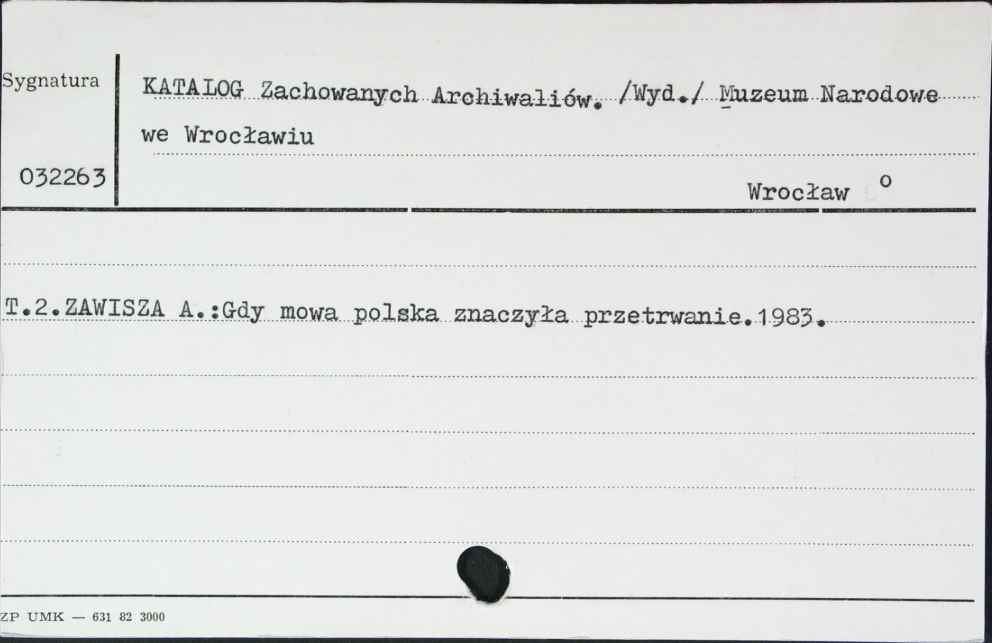 Sygnatura
KATALOG Zachowanych Archiwaliów. /Wyd./ Muzeum Narodowe
we Wrocławiu
032263
Wrocław o
T.2.ZAWISZA A.:Gdy mowa polska znaczyła przetrwanie.1983.
ZP UMK — 631 82 3000